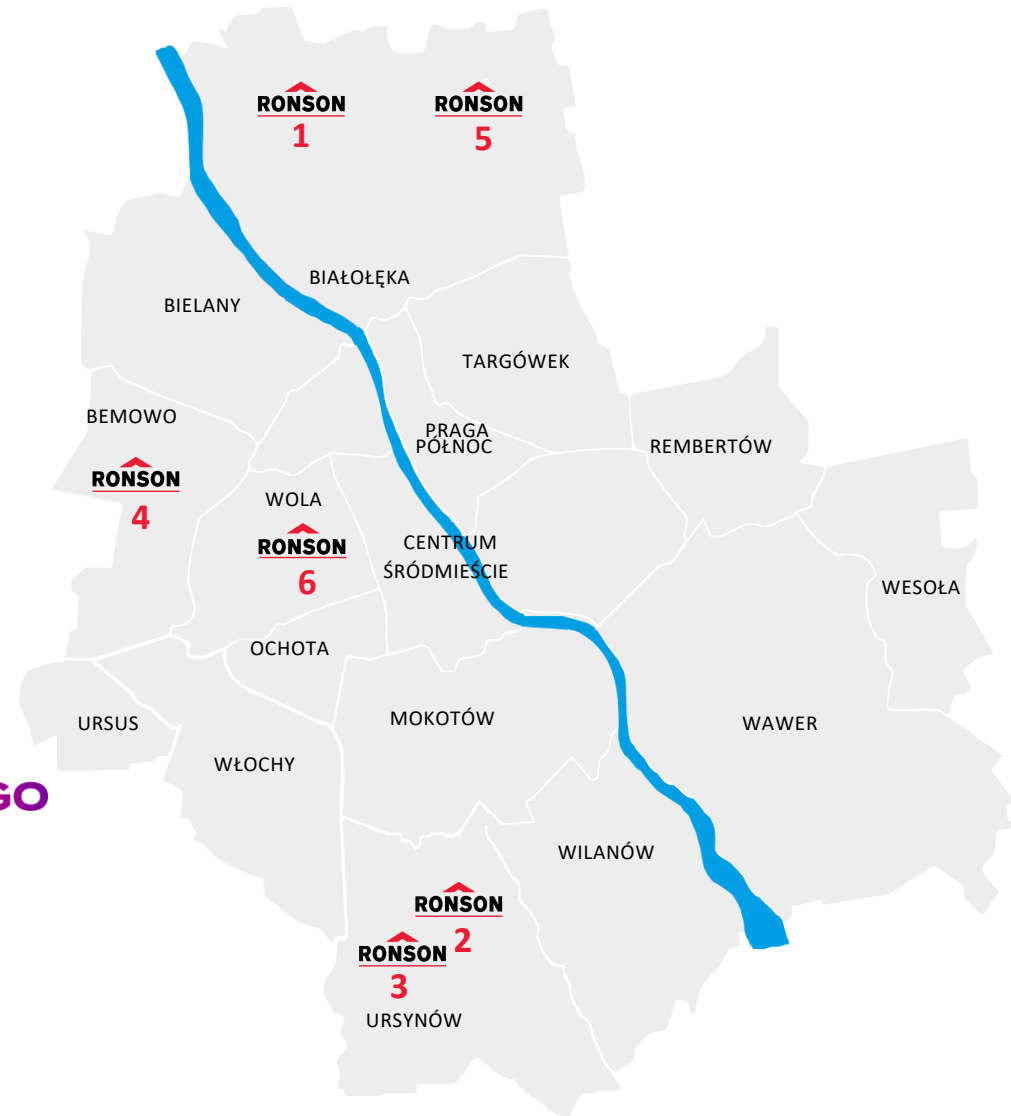 RONSON
1
RONSON
5
BIAŁOŁĘKA
BIELANY
TARGÓWEK
BEMOWO
PRAGA
PÓŁNOC
REMBERTÓW
RONSON
4
WOLA
RONSON
6
CENTRUM
ŚRÓDMIEŚCIE
WESOŁA
OCHOTA
URSUS
MOKOTÓW
WAWER
WŁOCHY
GO
WILANÓW
RONSON
2
RONSON
3
URSYNÓW